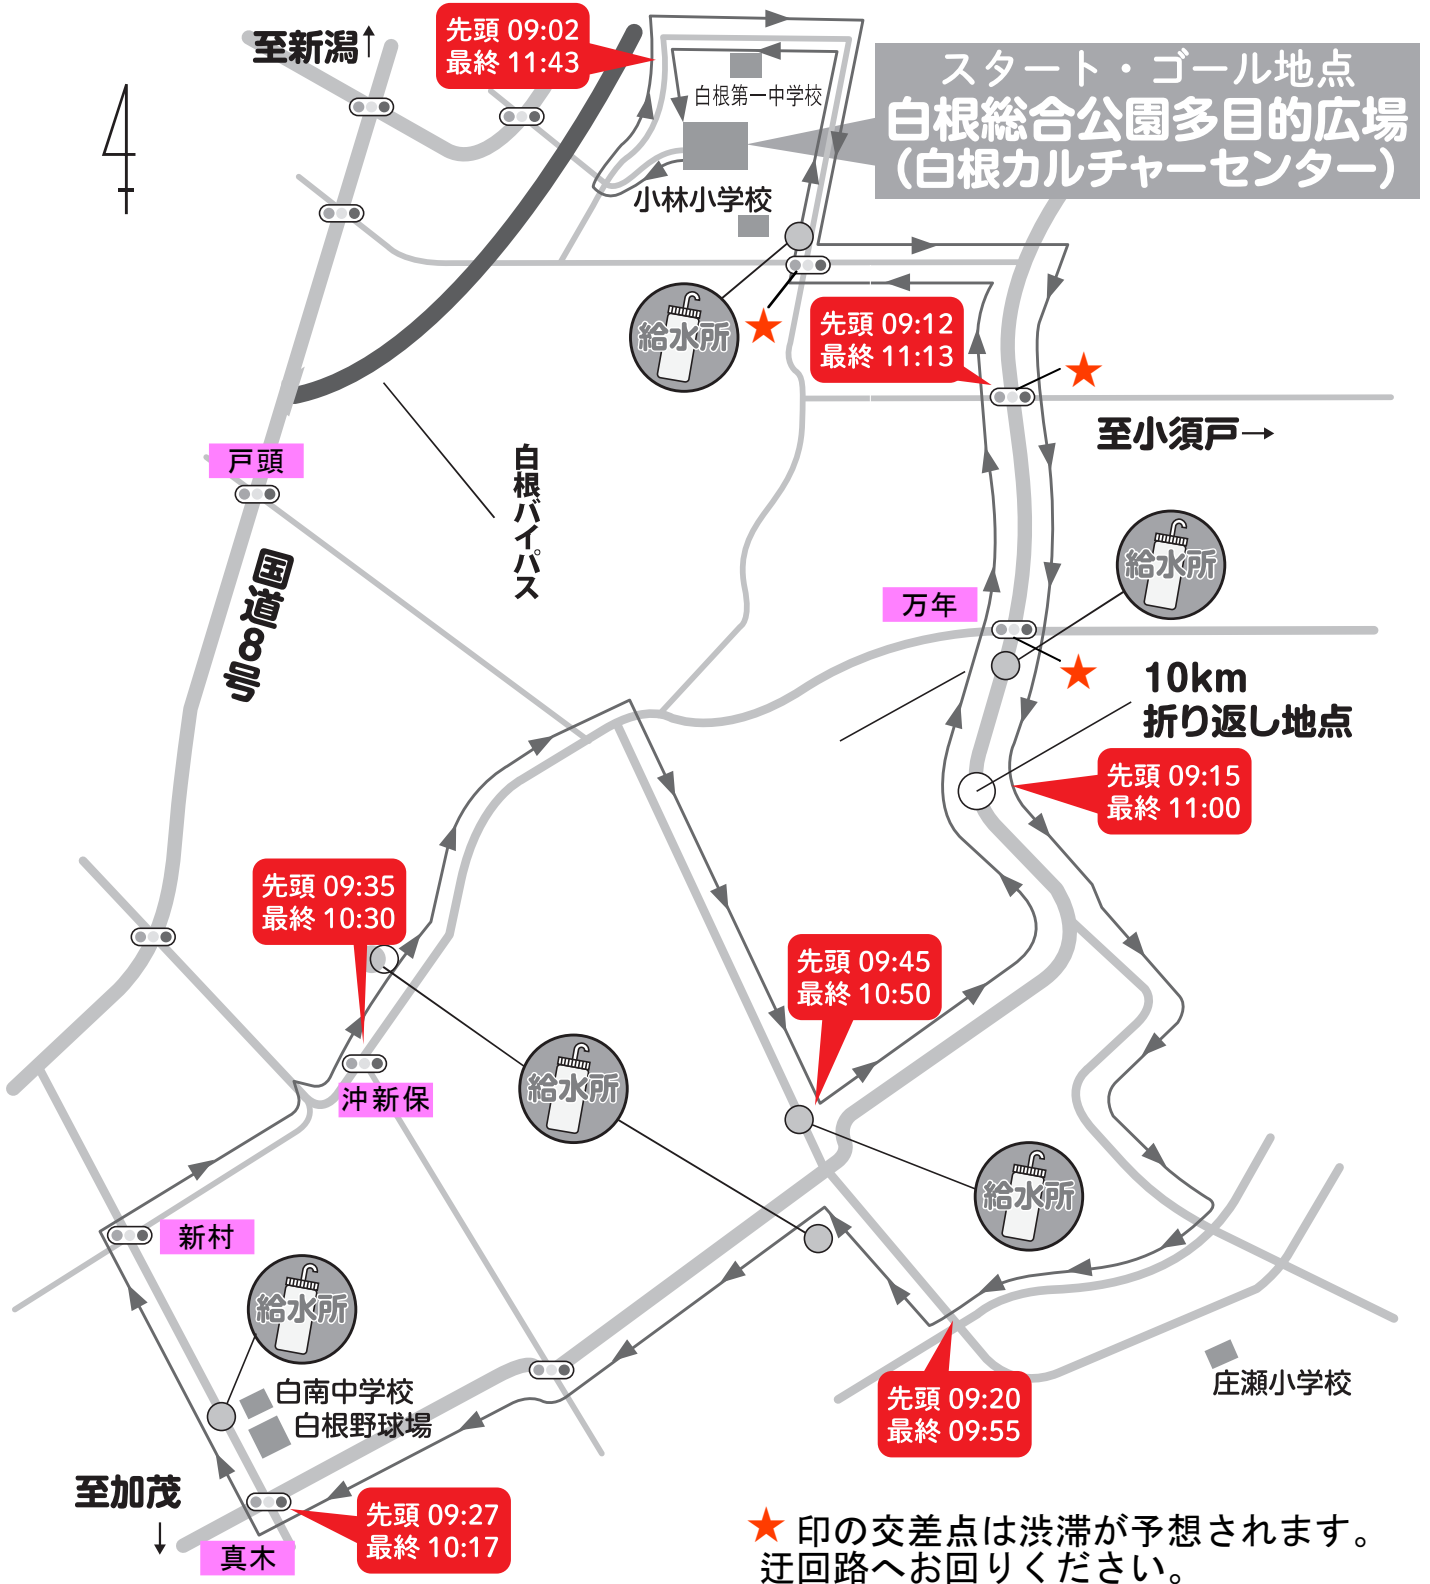 至新潟
先頭 09:02
最終 11:43
スタート・ゴール地点
白根総合公園多目的広場
（白根カルチャーセンター）
白根第一中学校
小林小学校
給水所
先頭 09:12
最終 11:13
至小須戸
戸頭
白根バイパス
国道8号
給水所
万年
10km
折り返し地点
先頭 09:15
最終 11:00
先頭 09:35
最終 10:30
先頭 09:45
最終 10:50
給水所
沖新保
給水所
新村
給水所
白南中学校
白根野球場
庄瀬小学校
先頭 09:20
最終 09:55
至加茂
先頭 09:27
最終 10:17
真木
★ 印の交差点は渋滞が予想されます。
迂回路へお回りください。